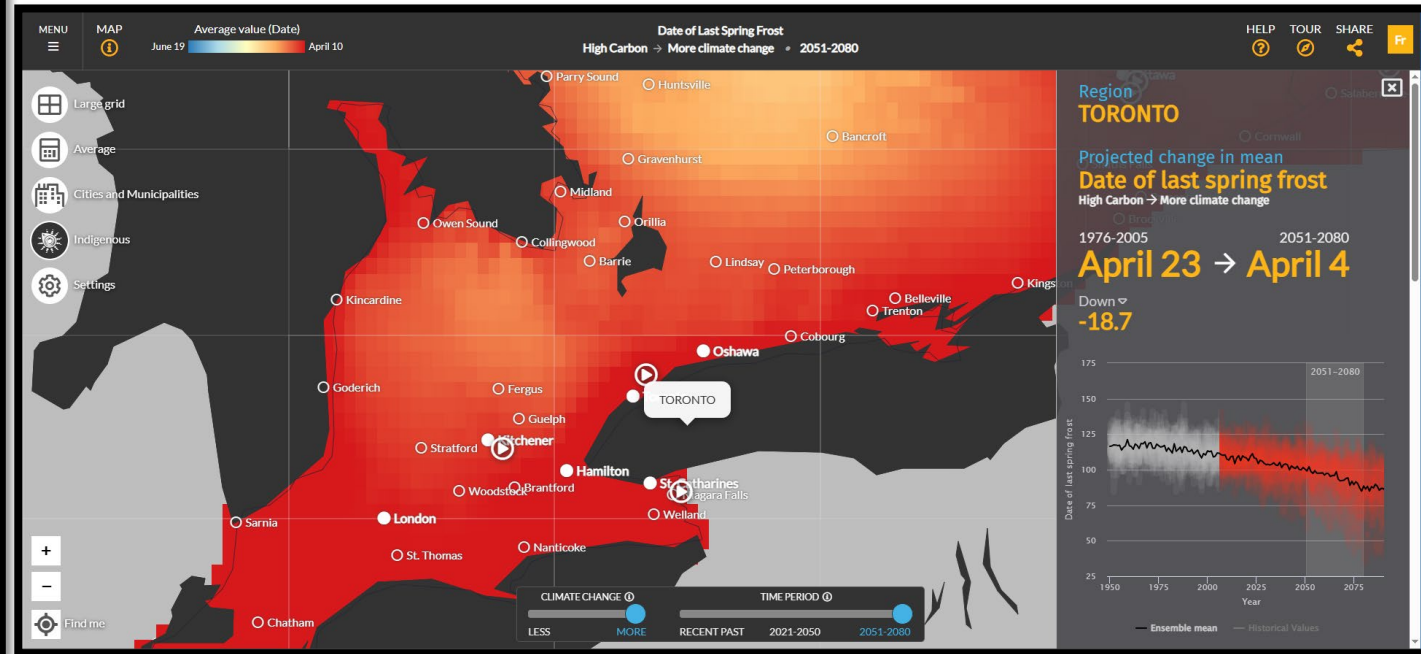 MENU
MAP
Average value (Date)
June 19
April 10
Date of Last Spring Frost
High Carbon → More climate change • 2051-2080
HELP
TOUR
SHARE
Fr
Large grid
Average
Cities and Municipalities
Indigenous
Settings
Parry Sound
Huntsville
Bancroft
Gravenhurst
Midland
Orillia
Owen Sound
Collingwood
Barrie
Lindsay
Peterborough
Kincardine
Belleville
Trenton
Cobourg
Oshawa
Goderich
Fergus
TORONTO
Guelph
Stratford
Kitchener
Hamilton
St. Catharines
Niagara Falls
Woodstock
Brantford
Welland
Sarnia
London
St. Thomas
Nanticoke
Chatham
+
−
Find me
CLIMATE CHANGE
LESS
MORE
TIME PERIOD
RECENT PAST
2021-2050
2051-2080
Cornwall
Region
TORONTO
Projected change in mean
Date of last spring frost
High Carbon → More climate change
1976-2005
2051-2080
April 23 → April 4
Down
-18.7
175
150
125
100
75
50
25
Date of last spring frost
2051-2080
1950
1975
2000
2025
2050
2075
Year
Ensemble mean
Historical Values